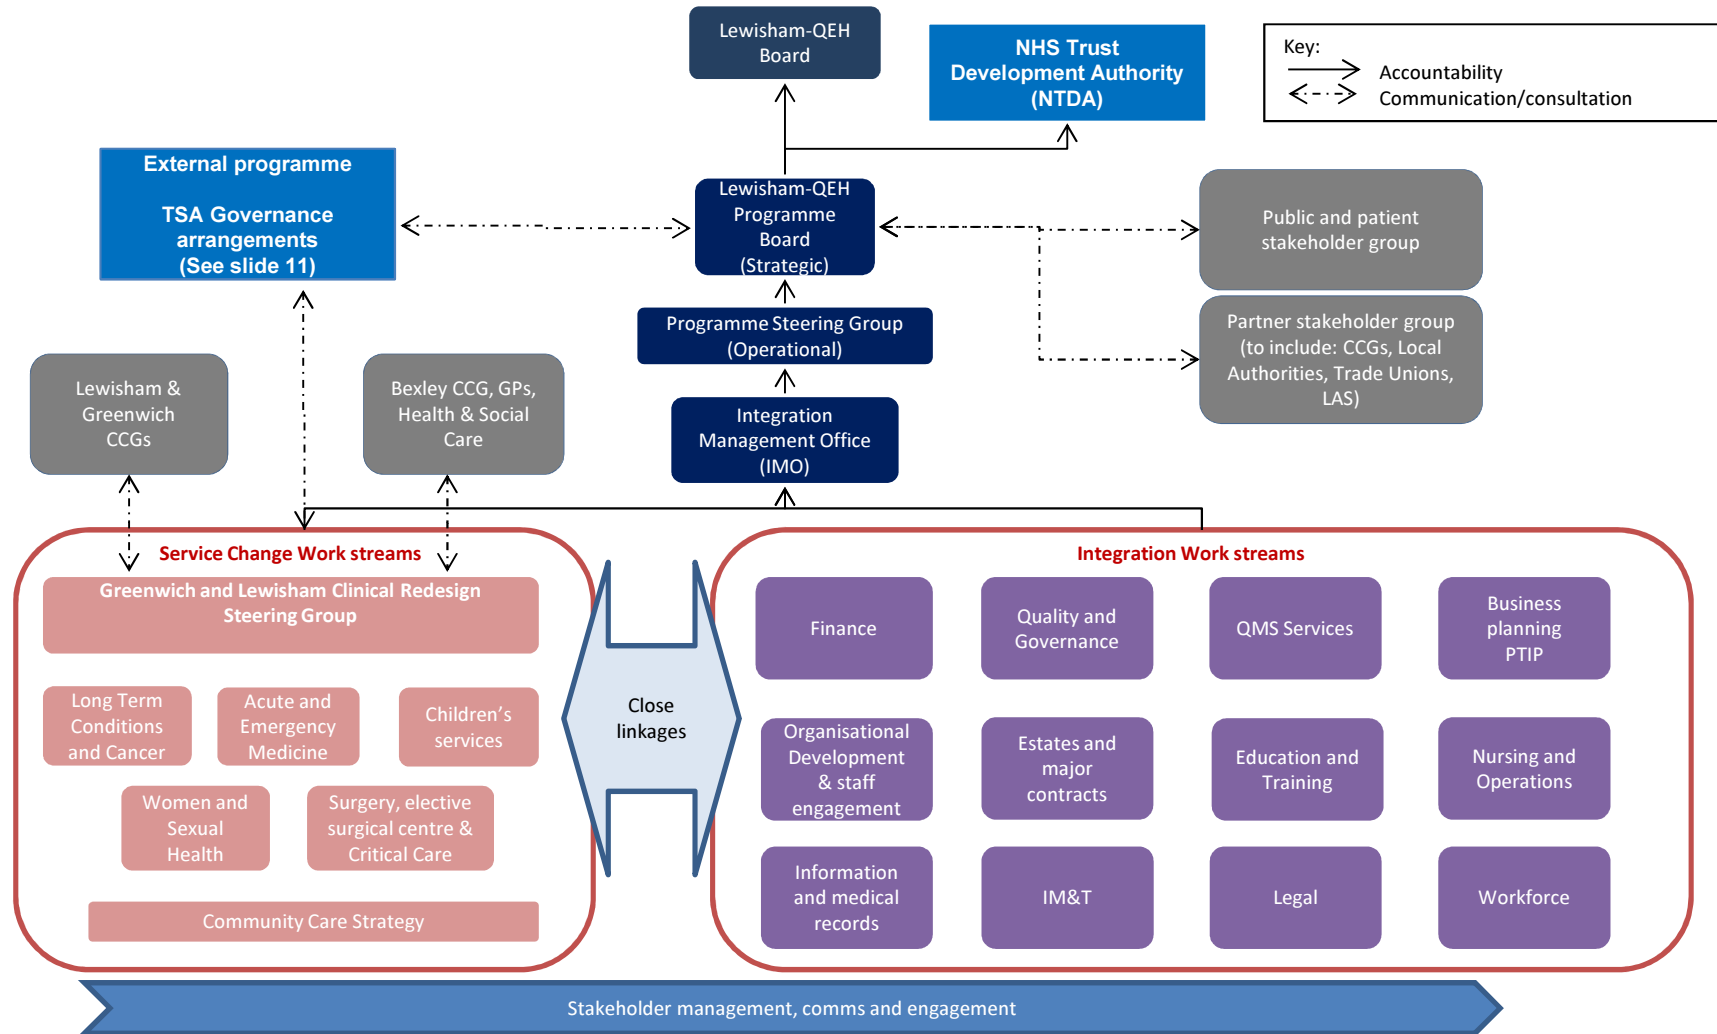 Lewisham-QEH
Board
NHS Trust
Development Authority
(NTDA)
Key:
Accountability
Communication/consultation
External programme
TSA Governance
arrangements
(See slide 11)
Lewisham-QEH
Programme
Board
(Strategic)
Public and patient
stakeholder group
Programme Steering Group
(Operational)
Partner stakeholder group
(to include: CCGs, Local
Authorities, Trade Unions,
LAS)
Lewisham &
Greenwich
CCGs
Bexley CCG, GPs,
Health & Social
Care
Integration
Management Office
(IMO)
Service Change Work streams
Greenwich and Lewisham Clinical Redesign
Steering Group
Long Term
Conditions
and Cancer
Acute and
Emergency
Medicine
Children’s
services
Women and
Sexual
Health
Surgery, elective
surgical centre &
Critical Care
Community Care Strategy
Close
linkages
Integration Work streams
Finance
Quality and
Governance
QMS Services
Business
planning
PTIP
Organisational
Development
& staff
engagement
Estates and
major
contracts
Education and
Training
Nursing and
Operations
Information
and medical
records
IM&T
Legal
Workforce
Stakeholder management, comms and engagement